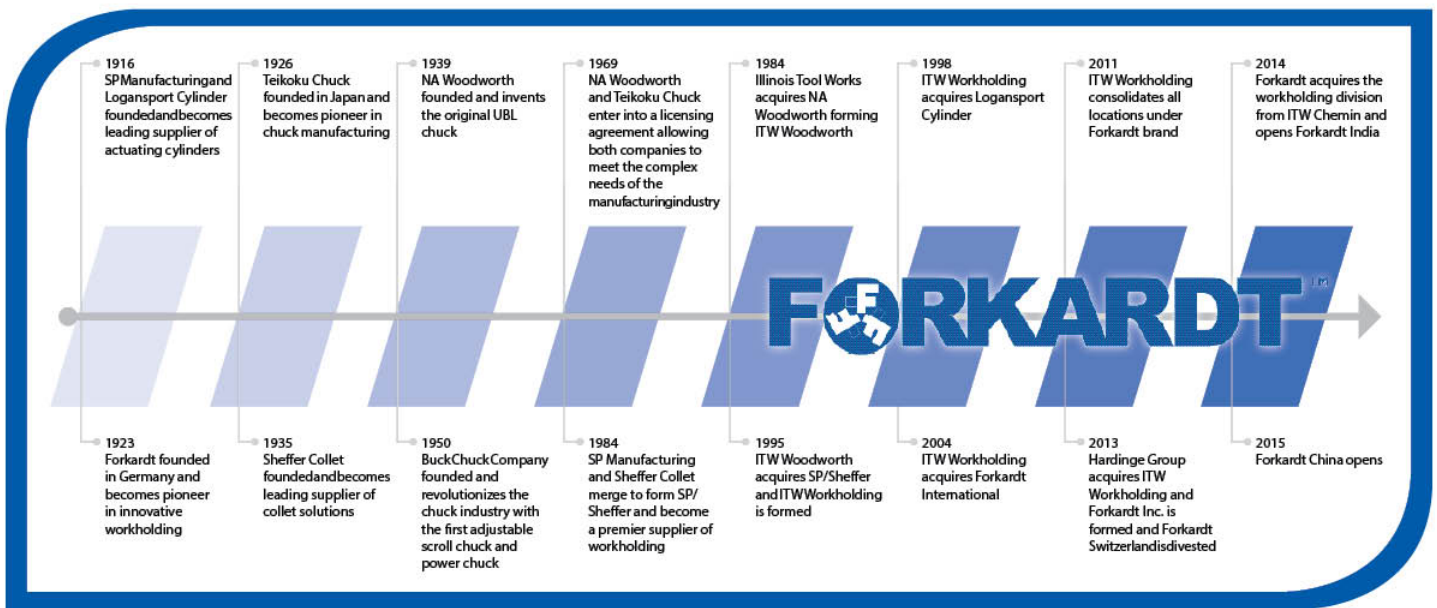 1916
SPManufacturingand
Logansport Cylinder
foundedandbecomes
leading supplier of
actuating cylinders
1926
Teikoku Chuck
founded in Japan and
becomes pioneer in
chuck manufacturing
1939
NA Woodworth
founded and invents
the original UBL
chuck
1969
NA Woodworth
and Teikoku Chuck
enter into a licensing
agreement allowing
both companies to
meet the complex
needs of the
manufacturingindustry
1984
Illinois Tool Works
acquires NA
Woodworth forming
ITW Woodworth
1998
ITW Workholding
acquires Logansport
Cylinder
2011
ITW Workholding
consolidates all
locations under
Forkardt brand
2014
Forkardt acquires the
workholding division
from ITW Chemin and
opens Forkardt India
FORKARDT TM
1923
Forkardt founded
in Germany and
becomes pioneer
in innovative
workholding
1935
Sheffer Collet
foundedandbecomes
leading supplier of
collet solutions
1950
BuckChuckCompany
founded and
revolutionizes the
chuck industry with
the first adjustable
scroll chuck and
power chuck
1984
SP Manufacturing
and Sheffer Collet
merge to form SP/
Sheffer and become
a premier supplier of
workholding
1995
ITW Woodworth
acquires SP/Sheffer
and ITW Workholding
is formed
2004
ITW Workholding
acquires Forkardt
International
2013
Hardinge Group
acquires ITW
Workholding and
Forkardt Inc. is
formed and Forkardt
Switzerlandisdivested
2015
Forkardt China opens